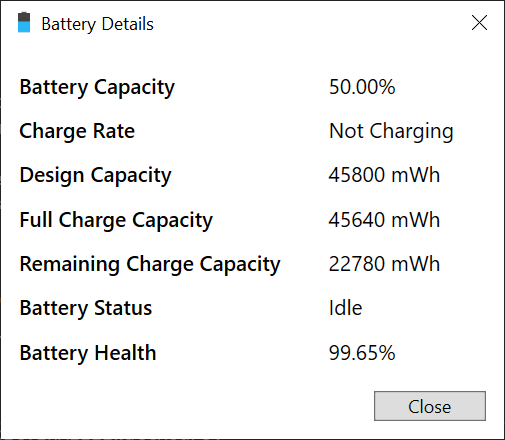 Battery Details
Battery Capacity 50.00%
Charge Rate Not Charging
Design Capacity 45800 mWh
Full Charge Capacity 45640 mWh
Remaining Charge Capacity 22780 mWh
Battery Status Idle
Battery Health 99.65%
Close